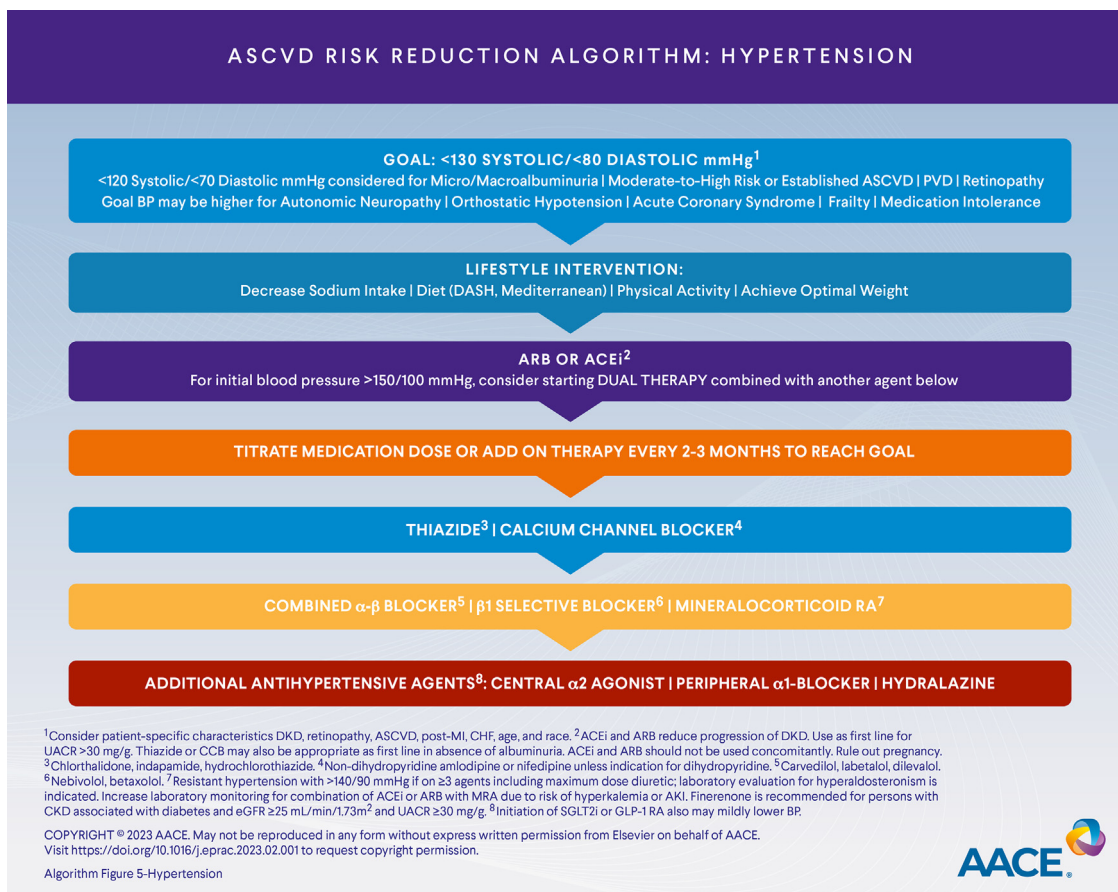 ASCVD RISK REDUCTION ALGORITHM: HYPERTENSION
GOAL: <130 SYSTOLIC/<80 DIASTOLIC mmHg¹
<120 Systolic/<70 Diastolic mmHg considered for Micro/Macroalbuminuria | Moderate-to-High Risk or Established ASCVD | PVD | Retinopathy
Goal BP may be higher for Autonomic Neuropathy | Orthostatic Hypotension | Acute Coronary Syndrome | Frailty | Medication Intolerance
LIFESTYLE INTERVENTION:
Decrease Sodium Intake | Diet (DASH, Mediterranean) | Physical Activity | Achieve Optimal Weight
ARB OR ACEi²
For initial blood pressure >150/100 mmHg, consider starting DUAL THERAPY combined with another agent below
TITRATE MEDICATION DOSE OR ADD ON THERAPY EVERY 2-3 MONTHS TO REACH GOAL
THIAZIDE³ | CALCIUM CHANNEL BLOCKER⁴
COMBINED α-β BLOCKER⁵ | β1 SELECTIVE BLOCKER⁶ | MINERALOCORTICOID RA⁷
ADDITIONAL ANTIHYPERTENSIVE AGENTS⁸: CENTRAL α2 AGONIST | PERIPHERAL α1-BLOCKER | HYDRALAZINE
¹Consider patient-specific characteristics DKD, retinopathy, ASCVD, post-MI, CHF, age, and race. ²ACEi and ARB reduce progression of DKD. Use as first line for
UACR >30 mg/g. Thiazide or CCB may also be appropriate as first line in absence of albuminuria. ACEi and ARB should not be used concomitantly. Rule out pregnancy.
³Chlorthalidone, indapamide, hydrochlorothiazide. ⁴Non-dihydropyridine amlodipine or nifedipine unless indication for dihydropyridine. ⁵Carvedilol, labetalol, dilevalol.
⁶Nebivolol, betaxolol. ⁷Resistant hypertension with >140/90 mmHg if on ≥3 agents including maximum dose diuretic; laboratory evaluation for hyperaldosteronism is
indicated. Increase laboratory monitoring for combination of ACEi or ARB with MRA due to risk of hyperkalemia or AKI. Finerenone is recommended for persons with
CKD associated with diabetes and eGFR ≥25 mL/min/1.73m² and UACR ≥30 mg/g. ⁸Initiation of SGLT2i or GLP-1 RA also may mildly lower BP.
COPYRIGHT © 2023 AACE. May not be reproduced in any form without express written permission from Elsevier on behalf of AACE.
Visit https://doi.org/10.1016/j.eprac.2023.02.001 to request copyright permission.
Algorithm Figure 5-Hypertension
AACE®